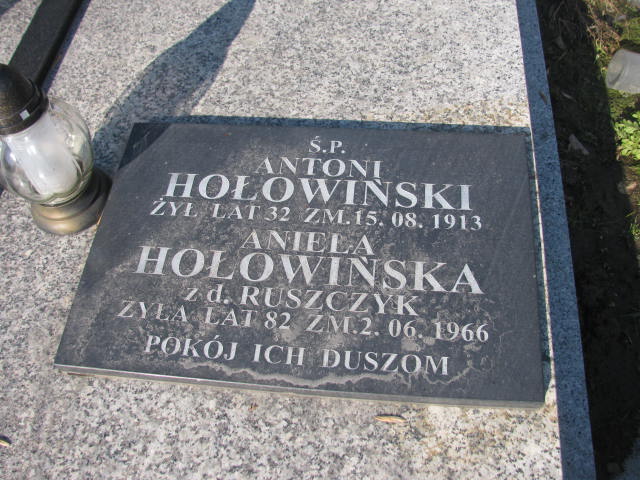 Ś.P.
ANTONI
HOŁOWIŃSKI
ŻYŁ LAT 32 ZM.15. 08. 1913
ANIELA
HOŁOWIŃSKA
z d. RUSZCZYK
ŻYŁA LAT 82 ZM.2. 06. 1966
POKÓJ ICH DUSZOM